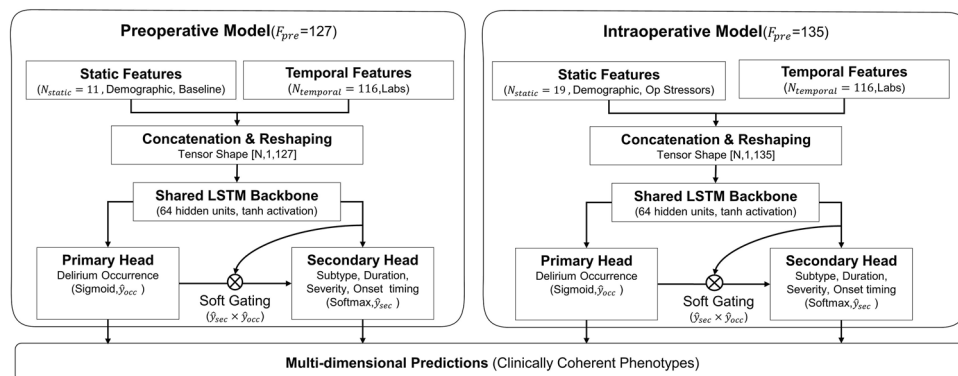 Preoperative Model(F_pre=127)
Static Features
(N_static = 11 , Demographic, Baseline)
Temporal Features
(N_temporal = 116,Labs)
Concatenation & Reshaping
Tensor Shape [N,1,127]
Shared LSTM Backbone
(64 hidden units, tanh activation)
Primary Head
Delirium Occurrence
(Sigmoid,ŷ_occ )
Soft Gating
(ŷ_sec × ŷ_occ)
Secondary Head
Subtype, Duration,
Severity, Onset timing
(Softmax,ŷ_sec )
Intraoperative Model(F_pre=135)
Static Features
(N_static = 19 , Demographic, Op Stressors)
Temporal Features
(N_temporal = 116,Labs)
Concatenation & Reshaping
Tensor Shape [N,1,135]
Shared LSTM Backbone
(64 hidden units, tanh activation)
Primary Head
Delirium Occurrence
(Sigmoid,ŷ_occ )
Soft Gating
(ŷ_sec × ŷ_occ)
Secondary Head
Subtype, Duration,
Severity, Onset timing
(Softmax,ŷ_sec )
Multi-dimensional Predictions (Clinically Coherent Phenotypes)